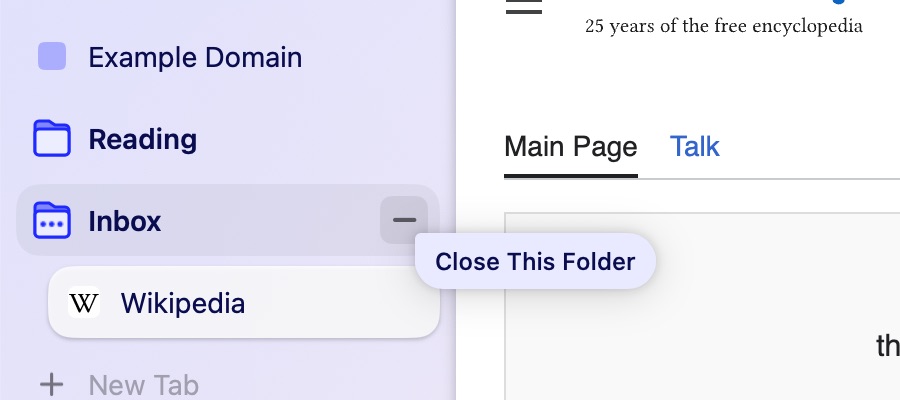 Example Domain
Reading
Inbox
Close This Folder
W Wikipedia
New Tab
25 years of the free encyclopedia
Main Page Talk
th